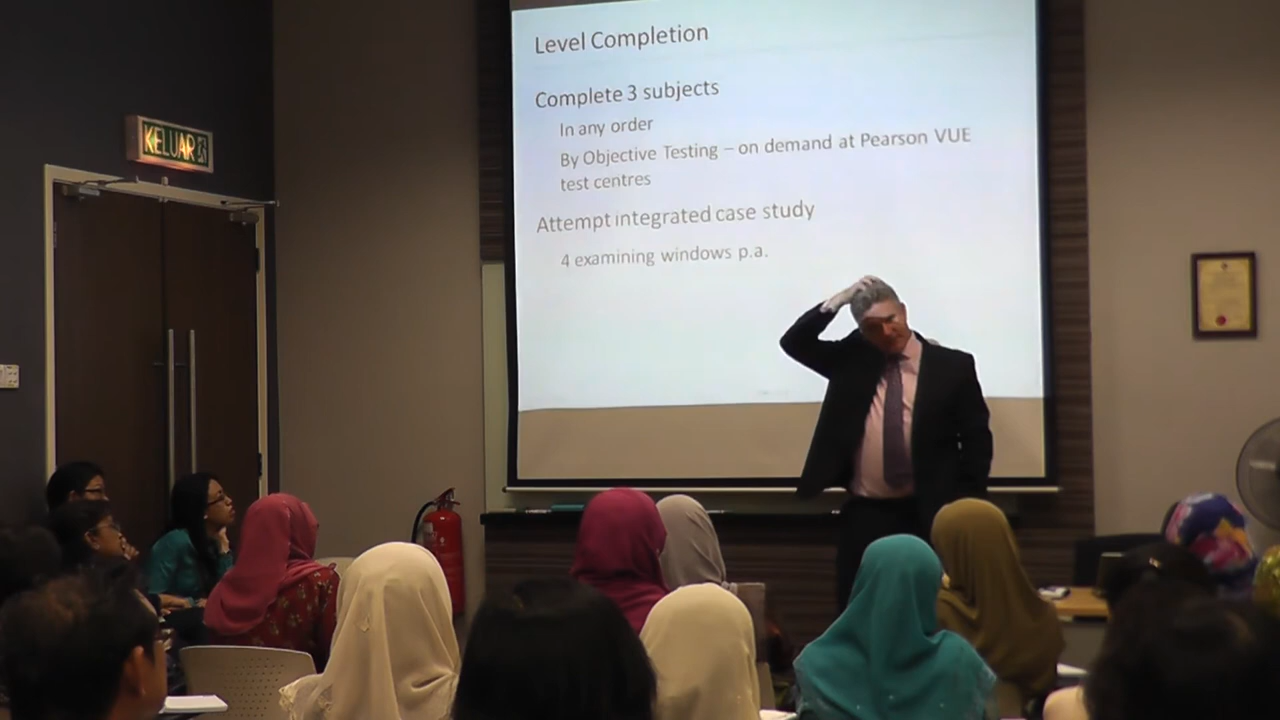 Level Completion
Complete 3 subjects
In any order
By Objective Testing – on demand at Pearson VUE
test centres
Attempt integrated case study
4 examining windows p.a.
KELUAR